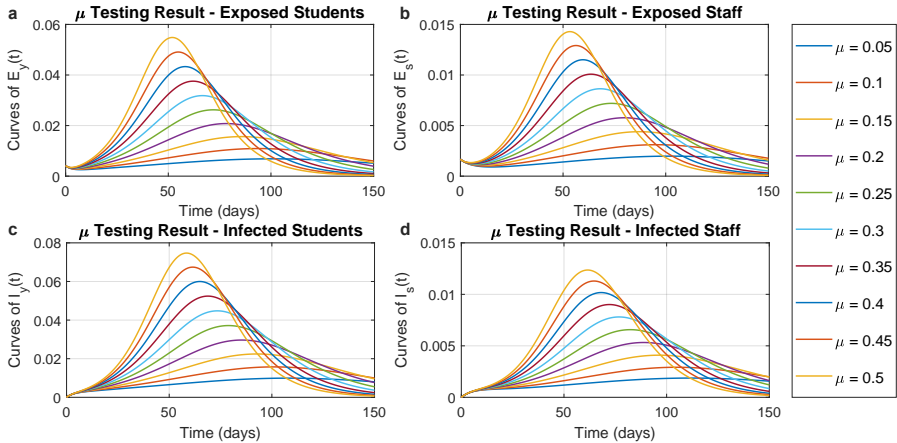 a
μ Testing Result - Exposed Students
Curves of E_y(t)
0.06
0.04
0.02
0
0 50 100 150
Time (days)
b
μ Testing Result - Exposed Staff
Curves of E_s(t)
0.015
0.01
0.005
0
0 50 100 150
Time (days)
c
μ Testing Result - Infected Students
Curves of I_y(t)
0.08
0.06
0.04
0.02
0
0 50 100 150
Time (days)
d
μ Testing Result - Infected Staff
Curves of I_s(t)
0.015
0.01
0.005
0
0 50 100 150
Time (days)
μ = 0.05
μ = 0.1
μ = 0.15
μ = 0.2
μ = 0.25
μ = 0.3
μ = 0.35
μ = 0.4
μ = 0.45
μ = 0.5